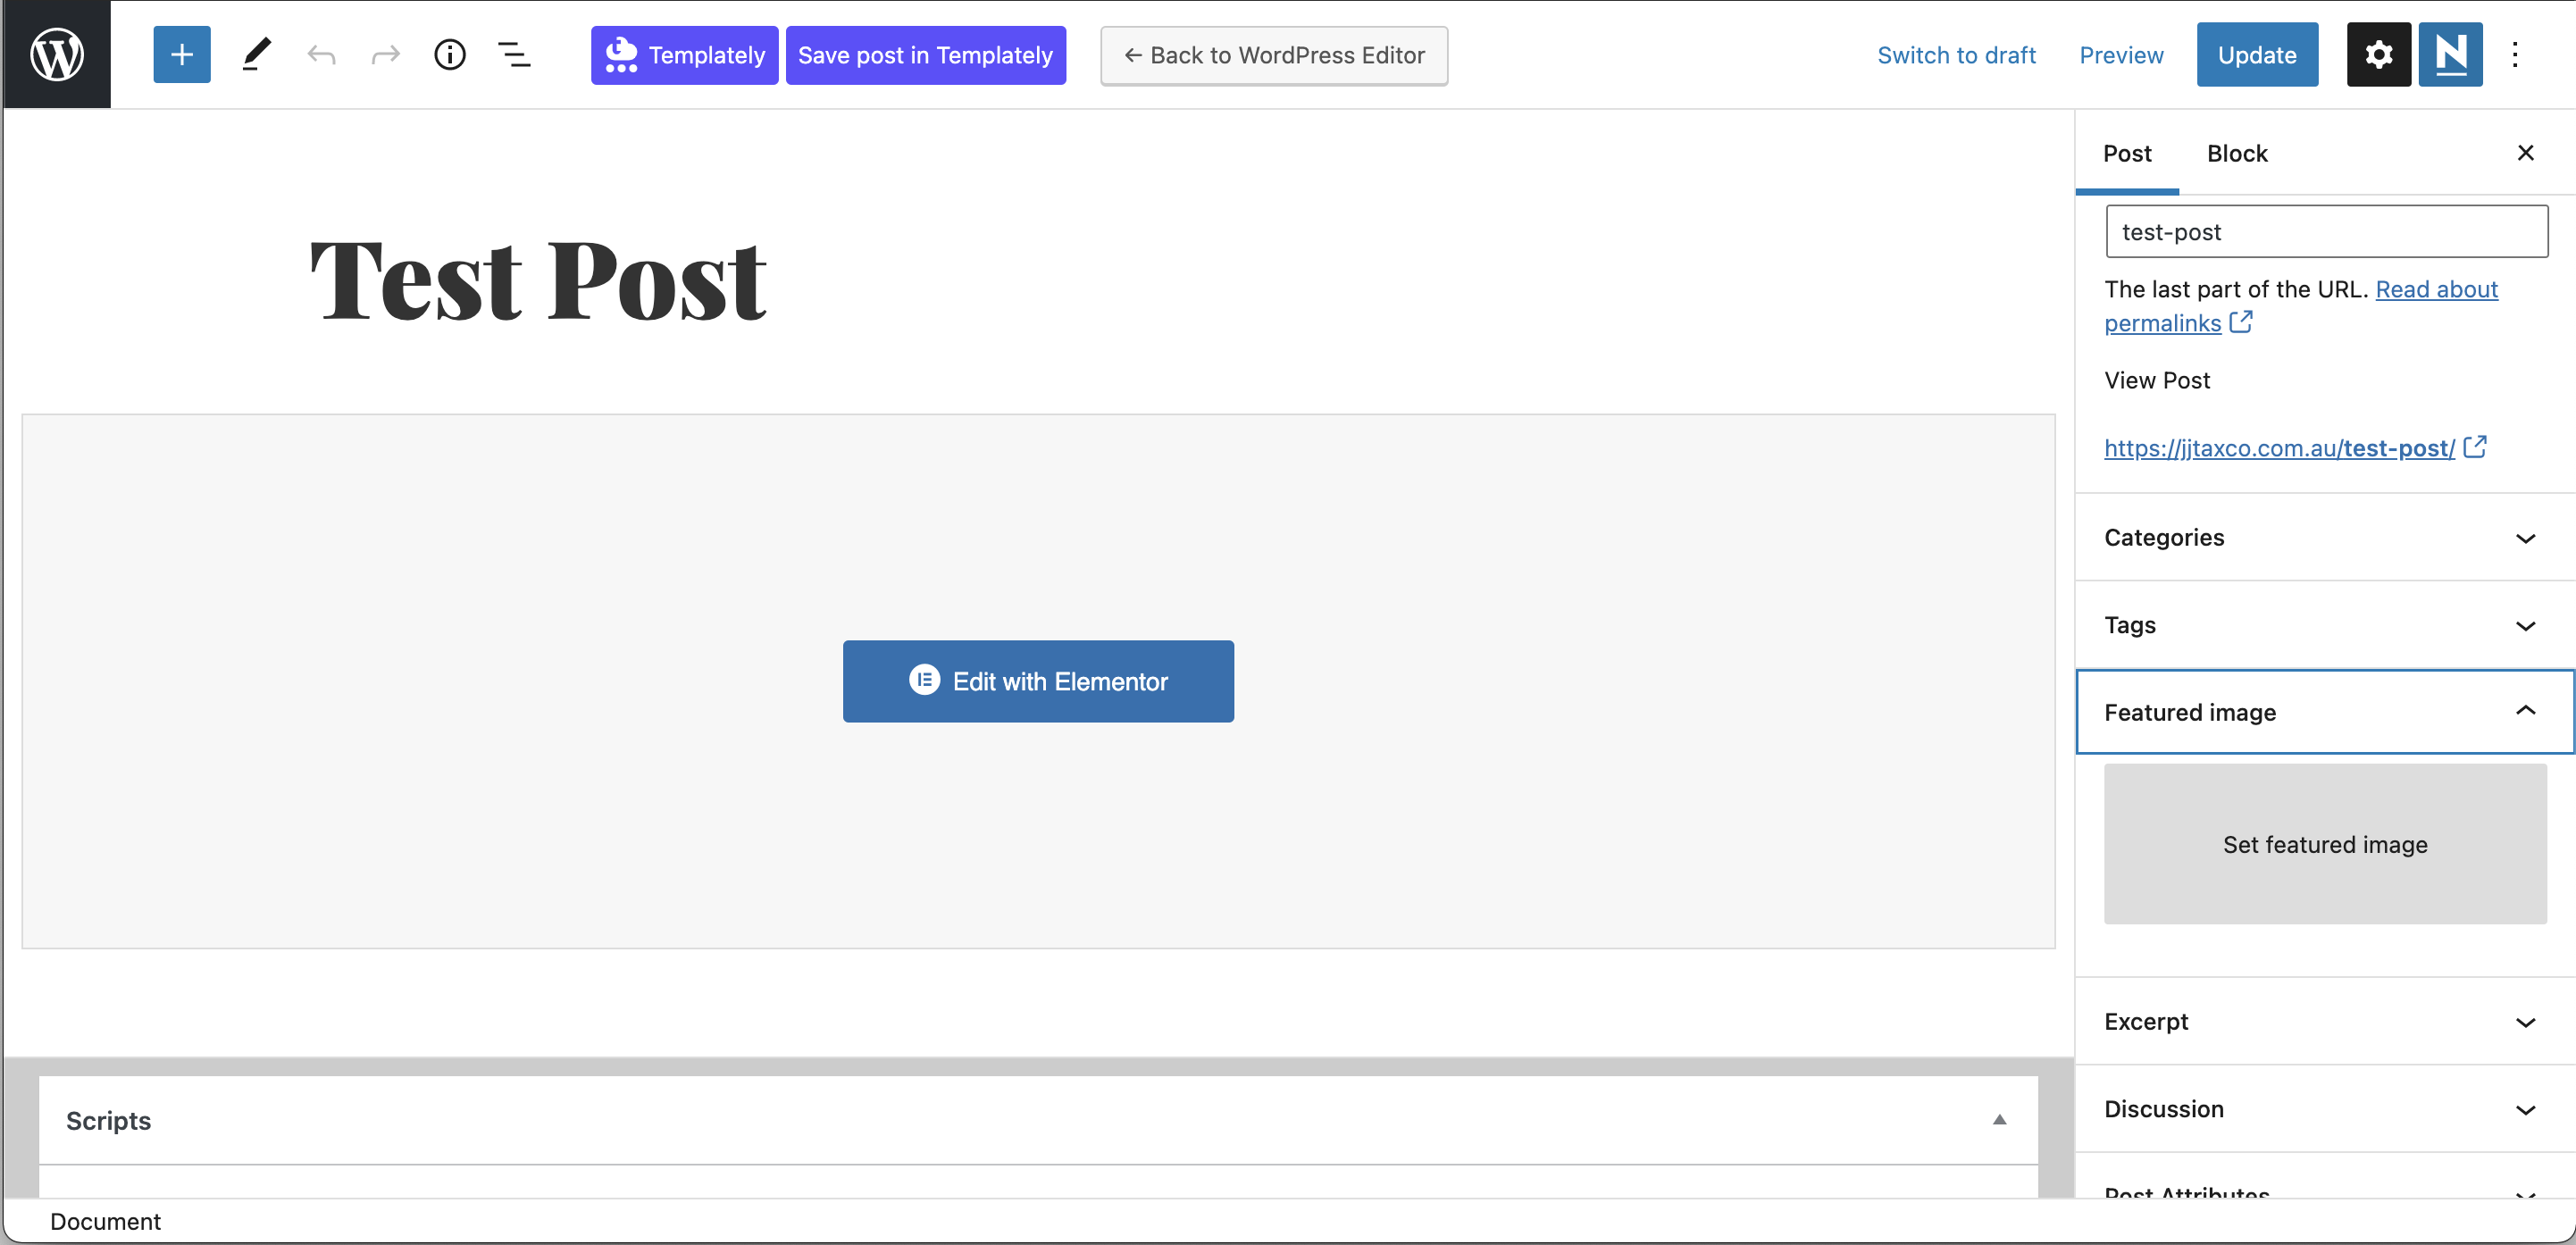 Templately
Save post in Templately
← Back to WordPress Editor
Switch to draft
Preview
Update
Post
Block
test-post
The last part of the URL. Read about
permalinks
View Post
https://jjtaxco.com.au/test-post/
Categories
Tags
Featured image
Set featured image
Excerpt
Discussion
Post Attributes
Test Post
Edit with Elementor
Scripts
Document